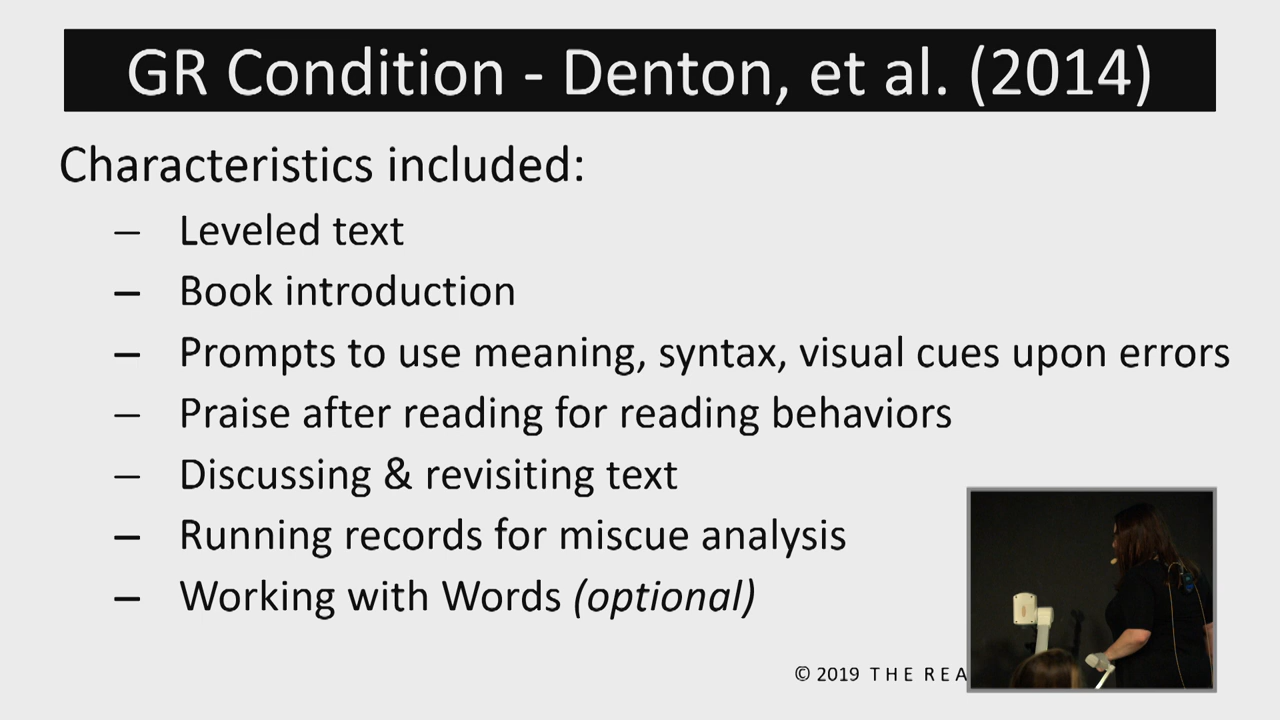 GR Condition - Denton, et al. (2014)
Characteristics included:
– Leveled text
– Book introduction
– Prompts to use meaning, syntax, visual cues upon errors
– Praise after reading for reading behaviors
– Discussing & revisiting text
– Running records for miscue analysis
– Working with Words (optional)
© 2019 THE